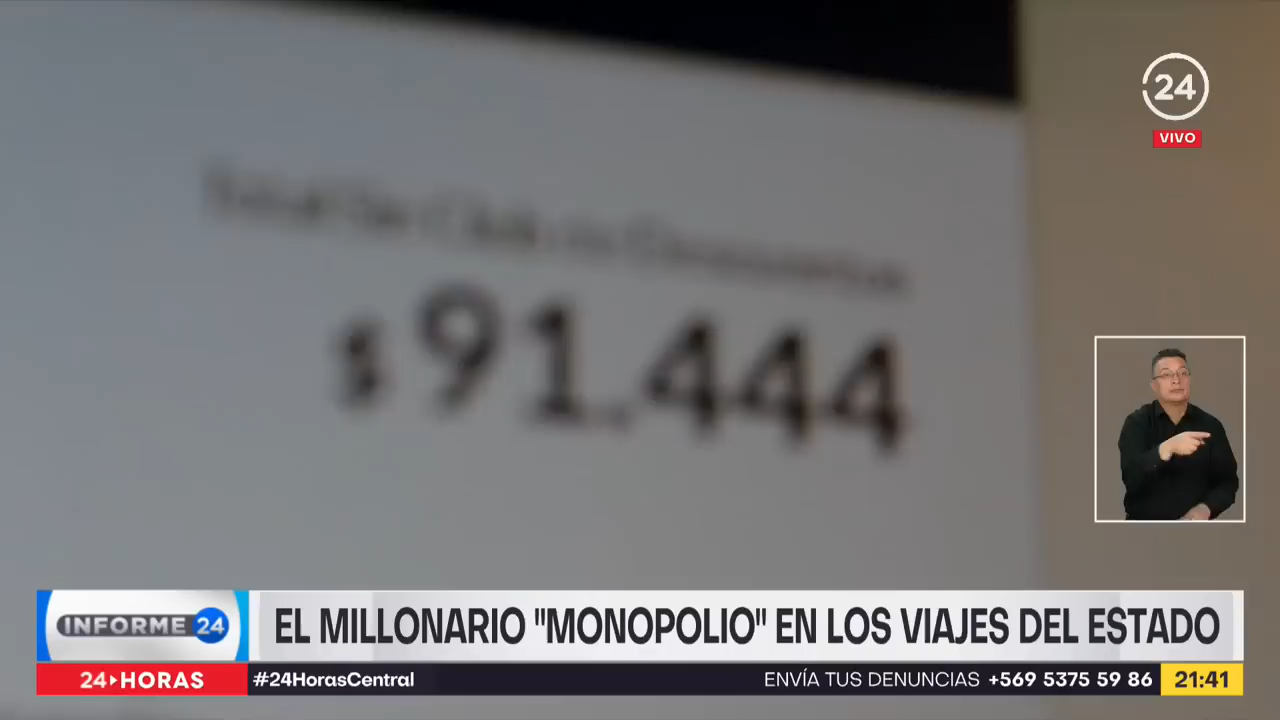 24
VIVO
$ 91.444
INFORME 24
EL MILLONARIO "MONOPOLIO" EN LOS VIAJES DEL ESTADO
24 HORAS
#24HorasCentral
ENVÍA TUS DENUNCIAS +569 5375 59 86
21:41